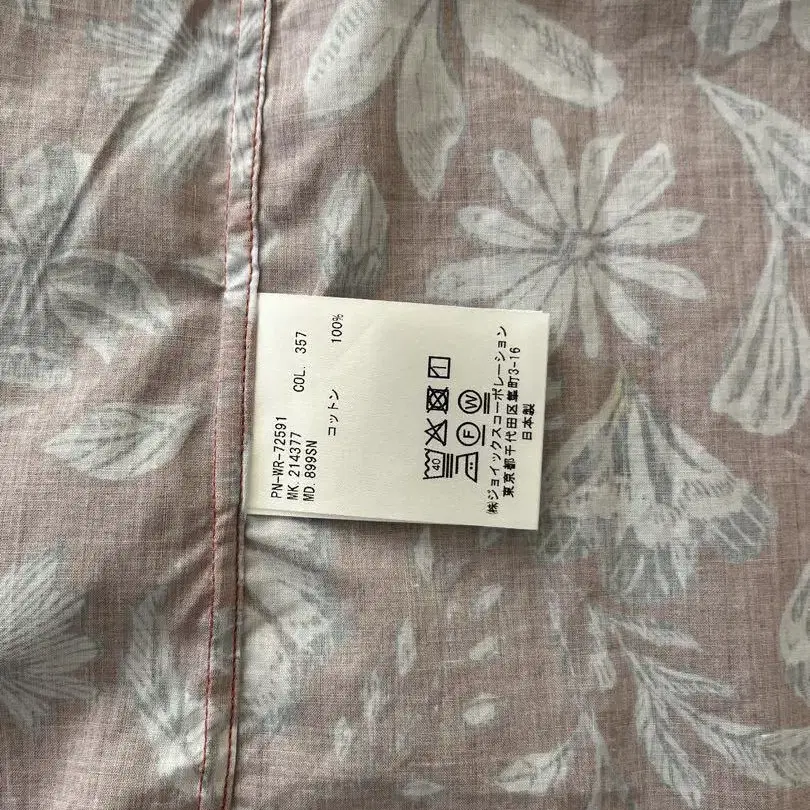 PN-WR-72591
MK. 214377 COL. 357
MD. 899SN
コットン 100%
40
F W
(株)ジョイックスコーポレーション
東京都千代田区隼町3-16
日本製